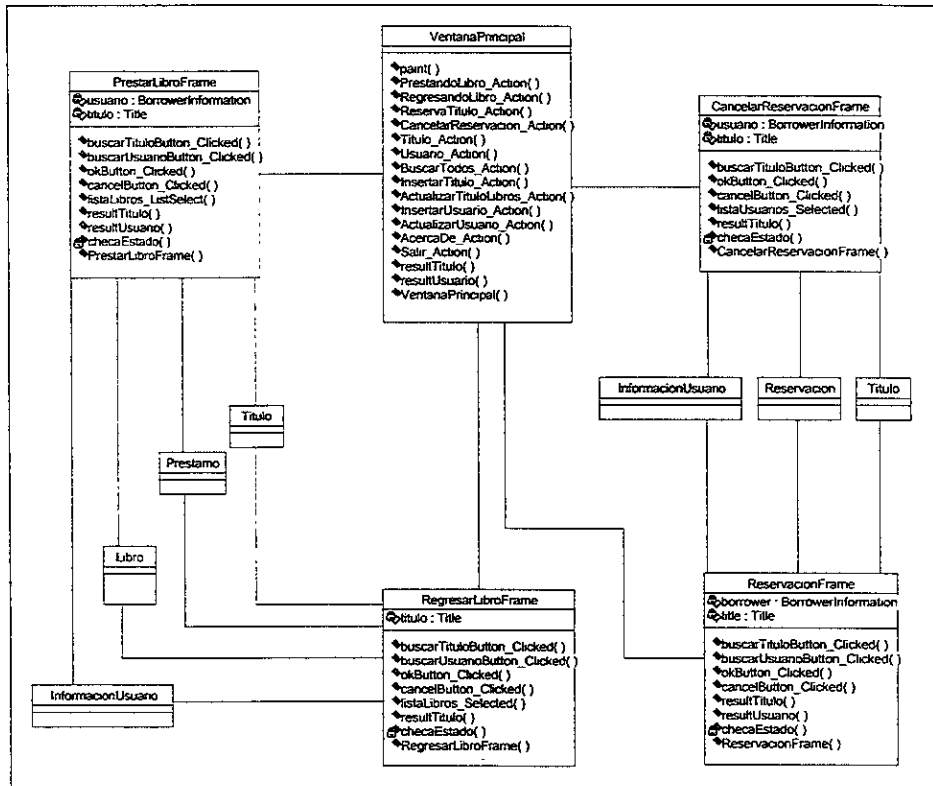 VentanaPrincipal
paint( )
PrestandoLibro_Action( )
RegresandoLibro_Action( )
ReservaTitulo_Action( )
CancelarReservacion_Action( )
Titulo_Action( )
Usuario_Action( )
BuscarTodos_Action( )
InsertarTitulo_Action( )
ActualizarTituloLibros_Action( )
InsertarUsuario_Action( )
ActualizarUsuario_Action( )
AcercaDe_Action( )
Salir_Action( )
resultTitulo( )
resultUsuario( )
VentanaPrincipal( )
PrestarLibroFrame
usuario : BorrowerInformation
titulo : Title
buscarTituloButton_Clicked( )
buscarUsuarioButton_Clicked( )
okButton_Clicked( )
cancelButton_Clicked( )
listaLibros_ListSelect( )
resultTitulo( )
resultUsuario( )
checaEstado( )
PrestarLibroFrame( )
CancelarReservacionFrame
usuario : BorrowerInformation
titulo : Title
buscarTituloButton_Clicked( )
okButton_Clicked( )
cancelButton_Clicked( )
listaUsuarios_Selected( )
resultTitulo( )
checaEstado( )
CancelarReservacionFrame( )
InformacionUsuario
Reservacion
Titulo
Titulo
Prestamo
Libro
InformacionUsuario
RegresarLibroFrame
titulo : Title
buscarTituloButton_Clicked( )
buscarUsuarioButton_Clicked( )
okButton_Clicked( )
cancelButton_Clicked( )
listaLibros_Selected( )
resultTitulo( )
checaEstado( )
RegresarLibroFrame( )
ReservacionFrame
borrower : BorrowerInformation
title : Title
buscarTituloButton_Clicked( )
buscarUsuarioButton_Clicked( )
okButton_Clicked( )
cancelButton_Clicked( )
resultTitulo( )
resultUsuario( )
checaEstado( )
ReservacionFrame( )